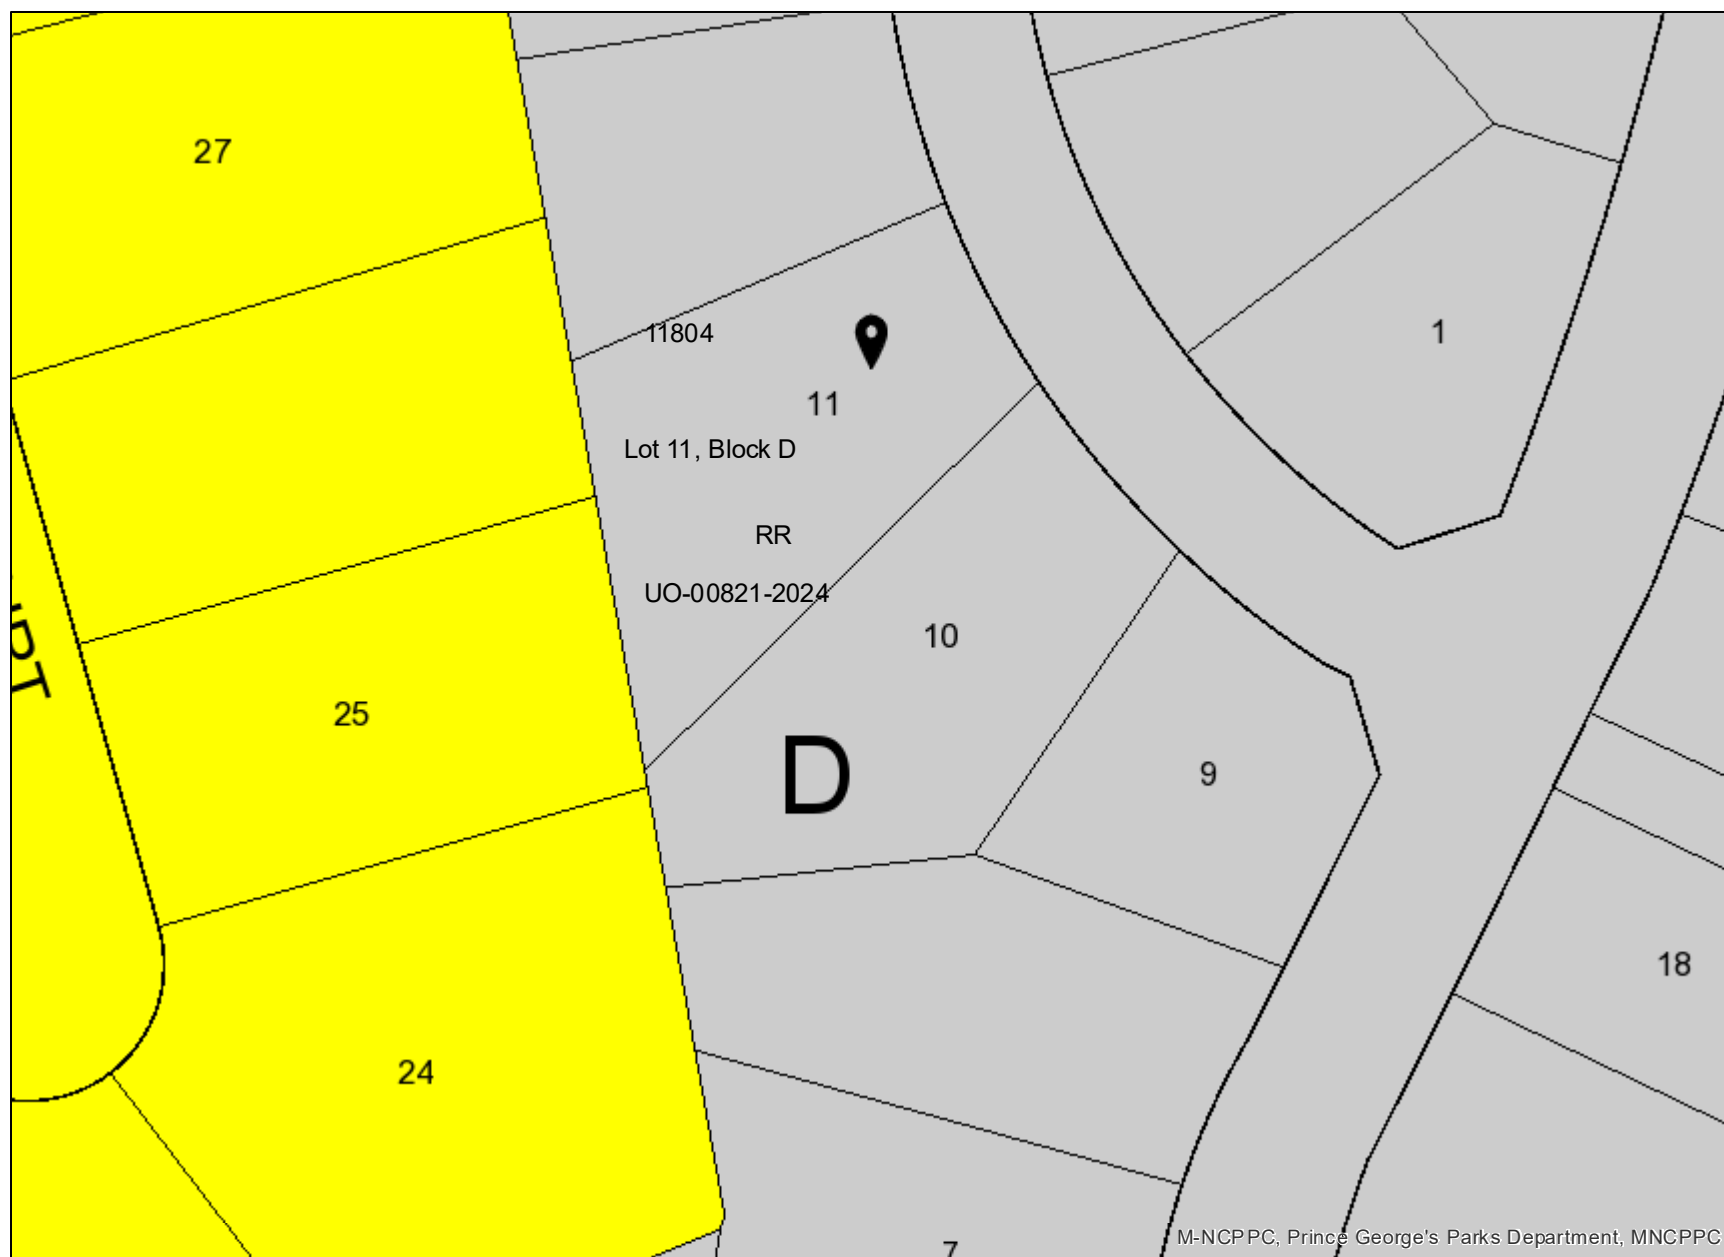 27
11804
1
11
Lot 11, Block D
RR
UO-00821-2024
10
25
D
9
18
24
7
M-NCPPC, Prince George's Parks Department, MNCPPC